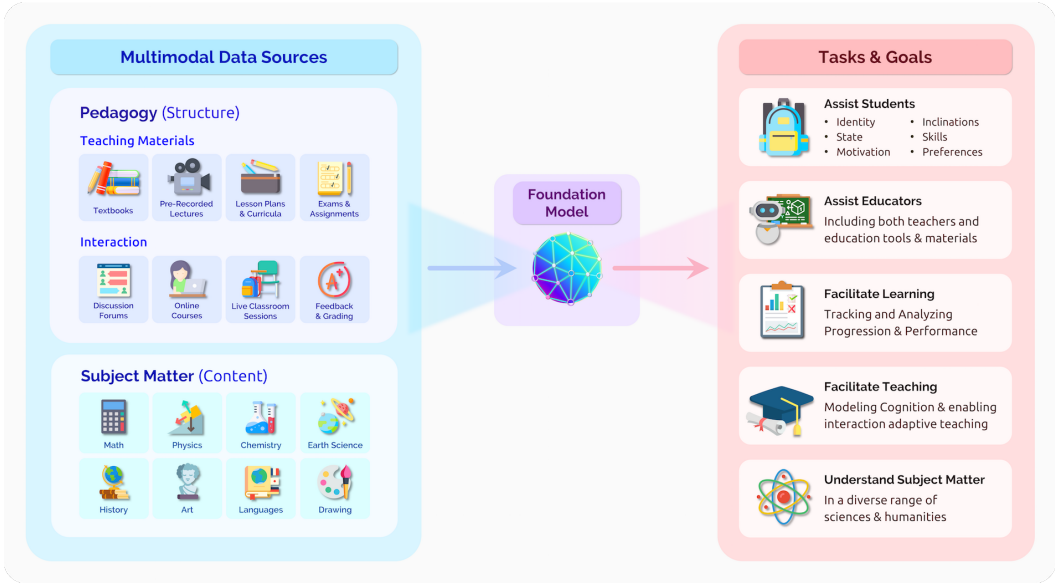 Multimodal Data Sources
Pedagogy (Structure)
Teaching Materials
Textbooks
Pre-Recorded
Lectures
Lesson Plans
& Curricula
Exams &
Assignments
Interaction
Discussion
Forums
Online
Courses
Live Classroom
Sessions
Feedback
& Grading
Subject Matter (Content)
Math
Physics
Chemistry
Earth Science
History
Art
Languages
Drawing
Foundation
Model
Tasks & Goals
Assist Students
• Identity
• State
• Motivation
• Inclinations
• Skills
• Preferences
Assist Educators
Including both teachers and
education tools & materials
Facilitate Learning
Tracking and Analyzing
Progression & Performance
Facilitate Teaching
Modeling Cognition & enabling
interaction adaptive teaching
Understand Subject Matter
In a diverse range of
sciences & humanities